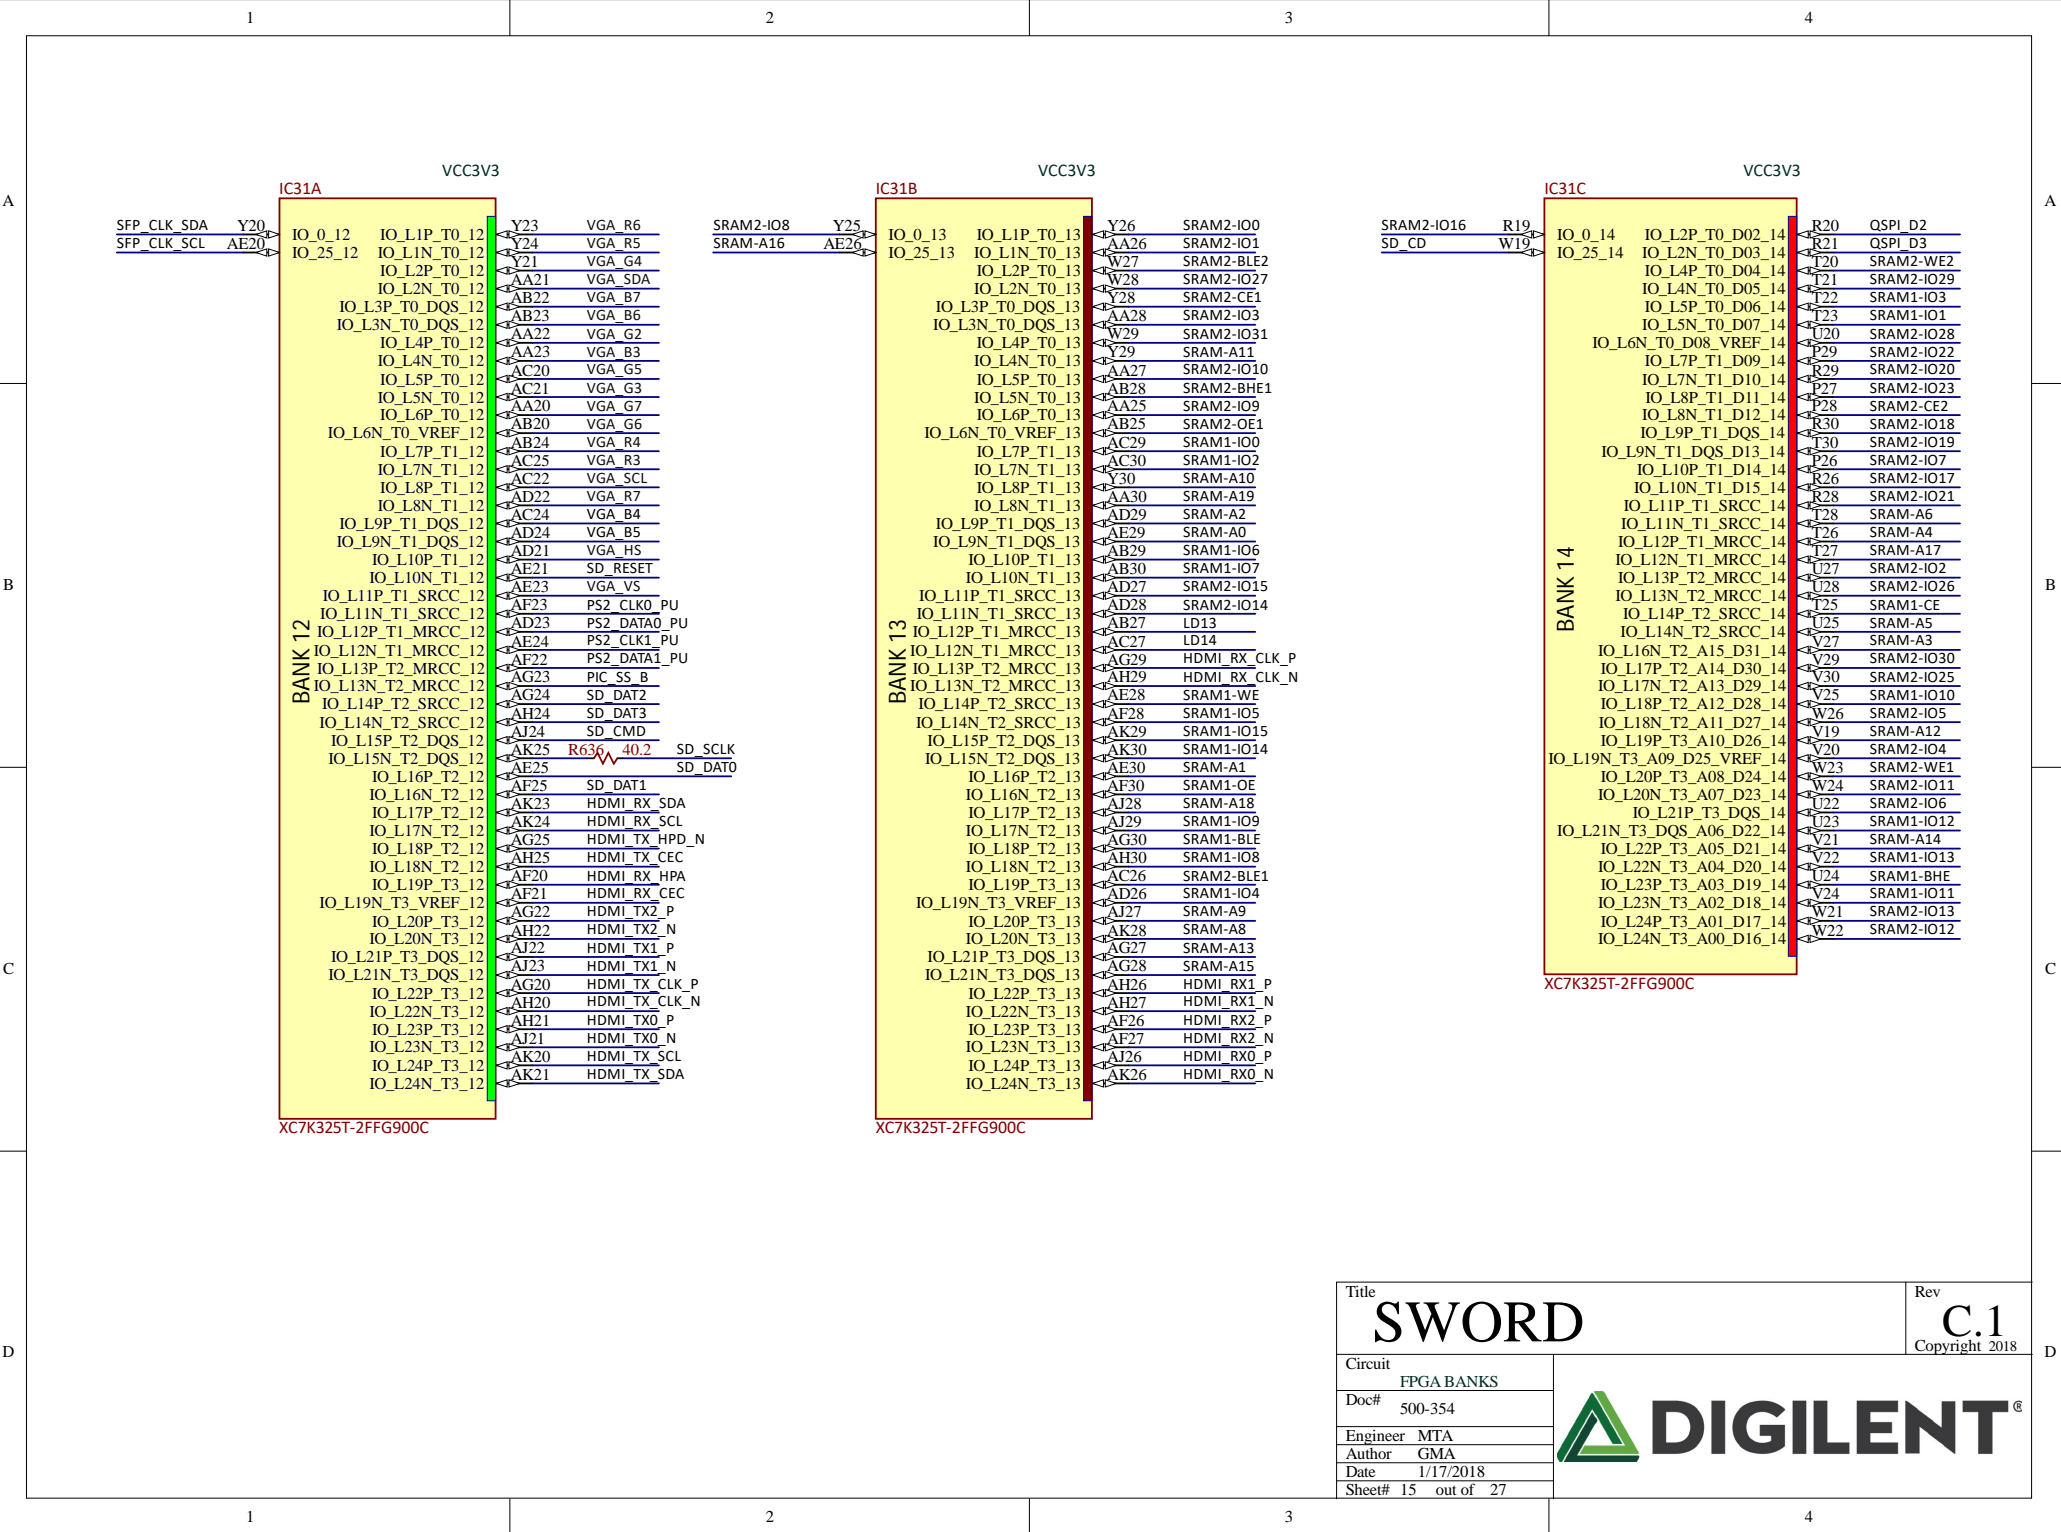 1 2 3 4
A A
B B
C C
D D
VCC3V3
IC31A
SFP_CLK_SDA Y20 IO_0_12
SFP_CLK_SCL AE20 IO_25_12
IO_L1P_T0_12 Y23 VGA_R6
IO_L1N_T0_12 Y24 VGA_R5
IO_L2P_T0_12 Y21 VGA_G4
IO_L2N_T0_12 AA21 VGA_SDA
IO_L3P_T0_DQS_12 AB22 VGA_B7
IO_L3N_T0_DQS_12 AB23 VGA_B6
IO_L4P_T0_12 AA22 VGA_G2
IO_L4N_T0_12 AA23 VGA_B3
IO_L5P_T0_12 AC20 VGA_G5
IO_L5N_T0_12 AC21 VGA_G3
IO_L6P_T0_12 AA20 VGA_G7
IO_L6N_T0_VREF_12 AB20 VGA_G6
IO_L7P_T1_12 AB24 VGA_R4
IO_L7N_T1_12 AC25 VGA_R3
IO_L8P_T1_12 AC22 VGA_SCL
IO_L8N_T1_12 AD22 VGA_R7
IO_L9P_T1_DQS_12 AC24 VGA_B4
IO_L9N_T1_DQS_12 AD24 VGA_B5
IO_L10P_T1_12 AD21 VGA_HS
IO_L10N_T1_12 AE21 SD_RESET
IO_L11P_T1_SRCC_12 AE23 VGA_VS
IO_L11N_T1_SRCC_12 AF23 PS2_CLK0_PU
IO_L12P_T1_MRCC_12 AD23 PS2_DATA0_PU
IO_L12N_T1_MRCC_12 AE24 PS2_CLK1_PU
IO_L13P_T2_MRCC_12 AF22 PS2_DATA1_PU
IO_L13N_T2_MRCC_12 AG23 PIC_SS_B
IO_L14P_T2_SRCC_12 AG24 SD_DAT2
IO_L14N_T2_SRCC_12 AH24 SD_DAT3
IO_L15P_T2_DQS_12 AJ24 SD_CMD
IO_L15N_T2_DQS_12 AK25 R636 40.2 SD_SCLK
IO_L16P_T2_12 AE25 SD_DAT0
IO_L16N_T2_12 AF25 SD_DAT1
IO_L17P_T2_12 AK23 HDMI_RX_SDA
IO_L17N_T2_12 AK24 HDMI_RX_SCL
IO_L18P_T2_12 AG25 HDMI_TX_HPD_N
IO_L18N_T2_12 AH25 HDMI_TX_CEC
IO_L19P_T3_12 AF20 HDMI_RX_HPA
IO_L19N_T3_VREF_12 AF21 HDMI_RX_CEC
IO_L20P_T3_12 AG22 HDMI_TX2_P
IO_L20N_T3_12 AH22 HDMI_TX2_N
IO_L21P_T3_DQS_12 AJ22 HDMI_TX1_P
IO_L21N_T3_DQS_12 AJ23 HDMI_TX1_N
IO_L22P_T3_12 AG20 HDMI_TX_CLK_P
IO_L22N_T3_12 AH20 HDMI_TX_CLK_N
IO_L23P_T3_12 AH21 HDMI_TX0_P
IO_L23N_T3_12 AJ21 HDMI_TX0_N
IO_L24P_T3_12 AK20 HDMI_TX_SCL
IO_L24N_T3_12 AK21 HDMI_TX_SDA
BANK 12
XC7K325T-2FFG900C
VCC3V3
IC31B
SRAM2-IO8 Y25 IO_0_13
SRAM-A16 AE26 IO_25_13
IO_L1P_T0_13 Y26 SRAM2-IO0
IO_L1N_T0_13 AA26 SRAM2-IO1
IO_L2P_T0_13 W27 SRAM2-BLE2
IO_L2N_T0_13 W28 SRAM2-IO27
IO_L3P_T0_DQS_13 Y28 SRAM2-CE1
IO_L3N_T0_DQS_13 AA28 SRAM2-IO3
IO_L4P_T0_13 W29 SRAM2-IO31
IO_L4N_T0_13 Y29 SRAM-A11
IO_L5P_T0_13 AA27 SRAM2-IO10
IO_L5N_T0_13 AB28 SRAM2-BHE1
IO_L6P_T0_13 AA25 SRAM2-IO9
IO_L6N_T0_VREF_13 AB25 SRAM2-OE1
IO_L7P_T1_13 AC29 SRAM1-IO0
IO_L7N_T1_13 AC30 SRAM1-IO2
IO_L8P_T1_13 Y30 SRAM-A10
IO_L8N_T1_13 AA30 SRAM-A19
IO_L9P_T1_DQS_13 AD29 SRAM-A2
IO_L9N_T1_DQS_13 AE29 SRAM-A0
IO_L10P_T1_13 AB29 SRAM1-IO6
IO_L10N_T1_13 AB30 SRAM1-IO7
IO_L11P_T1_SRCC_13 AD27 SRAM2-IO15
IO_L11N_T1_SRCC_13 AD28 SRAM2-IO14
IO_L12P_T1_MRCC_13 AB27 LD13
IO_L12N_T1_MRCC_13 AC27 LD14
IO_L13P_T2_MRCC_13 AG29 HDMI_RX_CLK_P
IO_L13N_T2_MRCC_13 AH29 HDMI_RX_CLK_N
IO_L14P_T2_SRCC_13 AE28 SRAM1-WE
IO_L14N_T2_SRCC_13 AF28 SRAM1-IO5
IO_L15P_T2_DQS_13 AK29 SRAM1-IO15
IO_L15N_T2_DQS_13 AK30 SRAM1-IO14
IO_L16P_T2_13 AE30 SRAM-A1
IO_L16N_T2_13 AF30 SRAM1-OE
IO_L17P_T2_13 AJ28 SRAM-A18
IO_L17N_T2_13 AJ29 SRAM1-IO9
IO_L18P_T2_13 AG30 SRAM1-BLE
IO_L18N_T2_13 AH30 SRAM1-IO8
IO_L19P_T3_13 AC26 SRAM2-BLE1
IO_L19N_T3_VREF_13 AD26 SRAM1-IO4
IO_L20P_T3_13 AJ27 SRAM-A9
IO_L20N_T3_13 AK28 SRAM-A8
IO_L21P_T3_DQS_13 AG27 SRAM-A13
IO_L21N_T3_DQS_13 AG28 SRAM-A15
IO_L22P_T3_13 AH26 HDMI_RX1_P
IO_L22N_T3_13 AH27 HDMI_RX1_N
IO_L23P_T3_13 AF26 HDMI_RX2_P
IO_L23N_T3_13 AF27 HDMI_RX2_N
IO_L24P_T3_13 AJ26 HDMI_RX0_P
IO_L24N_T3_13 AK26 HDMI_RX0_N
BANK 13
XC7K325T-2FFG900C
VCC3V3
IC31C
SRAM2-IO16 R19 IO_0_14
SD_CD W19 IO_25_14
IO_L2P_T0_D02_14 R20 QSPI_D2
IO_L2N_T0_D03_14 R21 QSPI_D3
IO_L4P_T0_D04_14 T20 SRAM2-WE2
IO_L4N_T0_D05_14 T21 SRAM2-IO29
IO_L5P_T0_D06_14 T22 SRAM1-IO3
IO_L5N_T0_D07_14 T23 SRAM1-IO1
IO_L6N_T0_D08_VREF_14 U20 SRAM2-IO28
IO_L7P_T1_D09_14 P29 SRAM2-IO22
IO_L7N_T1_D10_14 R29 SRAM2-IO20
IO_L8P_T1_D11_14 P27 SRAM2-IO23
IO_L8N_T1_D12_14 P28 SRAM2-CE2
IO_L9P_T1_DQS_14 R30 SRAM2-IO18
IO_L9N_T1_DQS_D13_14 T30 SRAM2-IO19
IO_L10P_T1_D14_14 P26 SRAM2-IO7
IO_L10N_T1_D15_14 R26 SRAM2-IO17
IO_L11P_T1_SRCC_14 R28 SRAM2-IO21
IO_L11N_T1_SRCC_14 T28 SRAM-A6
IO_L12P_T1_MRCC_14 T26 SRAM-A4
IO_L12N_T1_MRCC_14 T27 SRAM-A17
IO_L13P_T2_MRCC_14 U27 SRAM2-IO2
IO_L13N_T2_MRCC_14 U28 SRAM2-IO26
IO_L14P_T2_SRCC_14 T25 SRAM1-CE
IO_L14N_T2_SRCC_14 U25 SRAM-A5
IO_L16N_T2_A15_D31_14 V27 SRAM-A3
IO_L17P_T2_A14_D30_14 V29 SRAM2-IO30
IO_L17N_T2_A13_D29_14 V30 SRAM2-IO25
IO_L18P_T2_A12_D28_14 V25 SRAM1-IO10
IO_L18N_T2_A11_D27_14 W26 SRAM2-IO5
IO_L19P_T3_A10_D26_14 V19 SRAM-A12
IO_L19N_T3_A09_D25_VREF_14 V20 SRAM2-IO4
IO_L20P_T3_A08_D24_14 W23 SRAM2-WE1
IO_L20N_T3_A07_D23_14 W24 SRAM2-IO11
IO_L21P_T3_DQS_14 U22 SRAM2-IO6
IO_L21N_T3_DQS_A06_D22_14 U23 SRAM1-IO12
IO_L22P_T3_A05_D21_14 V21 SRAM-A14
IO_L22N_T3_A04_D20_14 V22 SRAM1-IO13
IO_L23P_T3_A03_D19_14 U24 SRAM1-BHE
IO_L23N_T3_A02_D18_14 V24 SRAM1-IO11
IO_L24P_T3_A01_D17_14 W21 SRAM2-IO13
IO_L24N_T3_A00_D16_14 W22 SRAM2-IO12
BANK 14
XC7K325T-2FFG900C
Title
SWORD
Rev
C.1
Copyright 2018
Circuit
FPGA BANKS
Doc# 500-354
Engineer MTA
Author GMA
Date 1/17/2018
Sheet# 15 out of 27
DIGILENT®
1 2 3 4